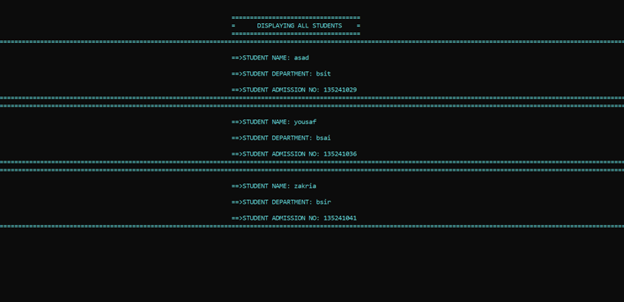 ===================================
=      DISPLAYING ALL STUDENTS    =
===================================
==========================================================================================================================================================================
==>STUDENT NAME: asad
==>STUDENT DEPARTMENT: bsit
==>STUDENT ADMISSION NO: 135241029
==========================================================================================================================================================================
==========================================================================================================================================================================
==>STUDENT NAME: yousaf
==>STUDENT DEPARTMENT: bsai
==>STUDENT ADMISSION NO: 135241036
==========================================================================================================================================================================
==========================================================================================================================================================================
==>STUDENT NAME: zakria
==>STUDENT DEPARTMENT: bsir
==>STUDENT ADMISSION NO: 135241041
==========================================================================================================================================================================